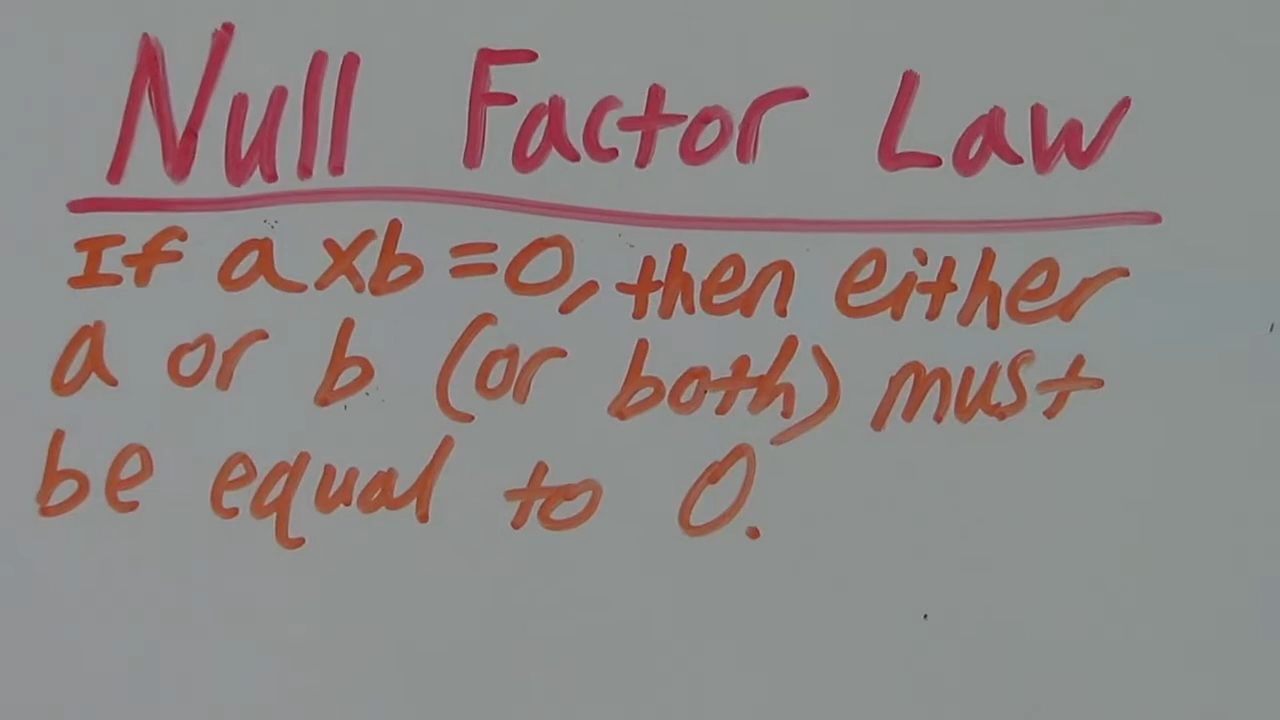 Null Factor Law
If a x b = 0, then either
a or b (or both) must
be equal to 0.